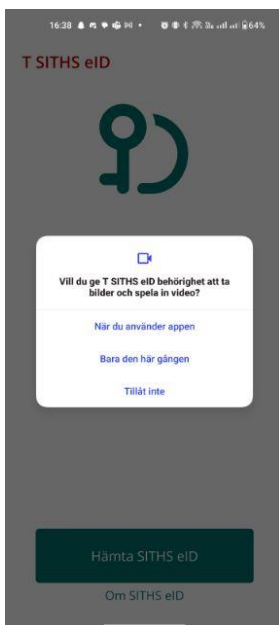 16:38
64%
T SITHS eID
Vill du ge T SITHS eID behörighet att ta
bilder och spela in video?
När du använder appen
Bara den här gången
Tillåt inte
Hämta SITHS eID
Om SITHS eID